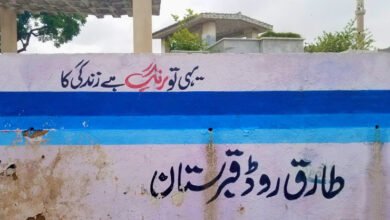 یہی تو رنگ ہے زندگی کا
طارق روڈ قبرستان